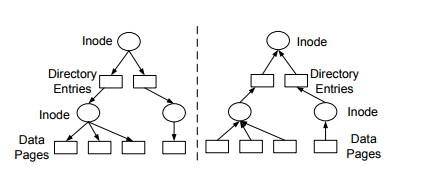 Inode
Directory
Entries
Inode
Data
Pages
Inode
Directory
Entries
Inode
Data
Pages